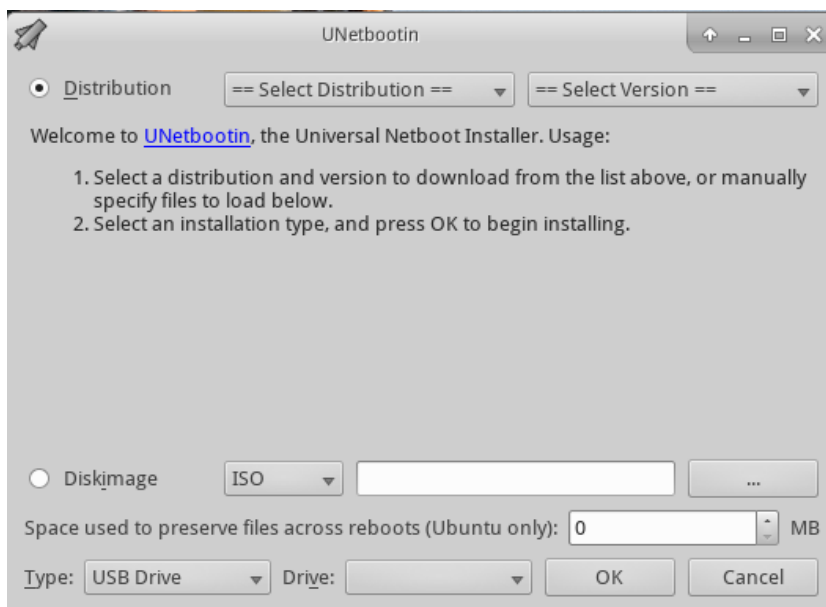 UNetbootin
Distribution == Select Distribution == == Select Version ==
Welcome to UNetbootin, the Universal Netboot Installer. Usage:
1. Select a distribution and version to download from the list above, or manually
specify files to load below.
2. Select an installation type, and press OK to begin installing.
Diskimage ISO ...
Space used to preserve files across reboots (Ubuntu only): 0 MB
Type: USB Drive Drive: OK Cancel